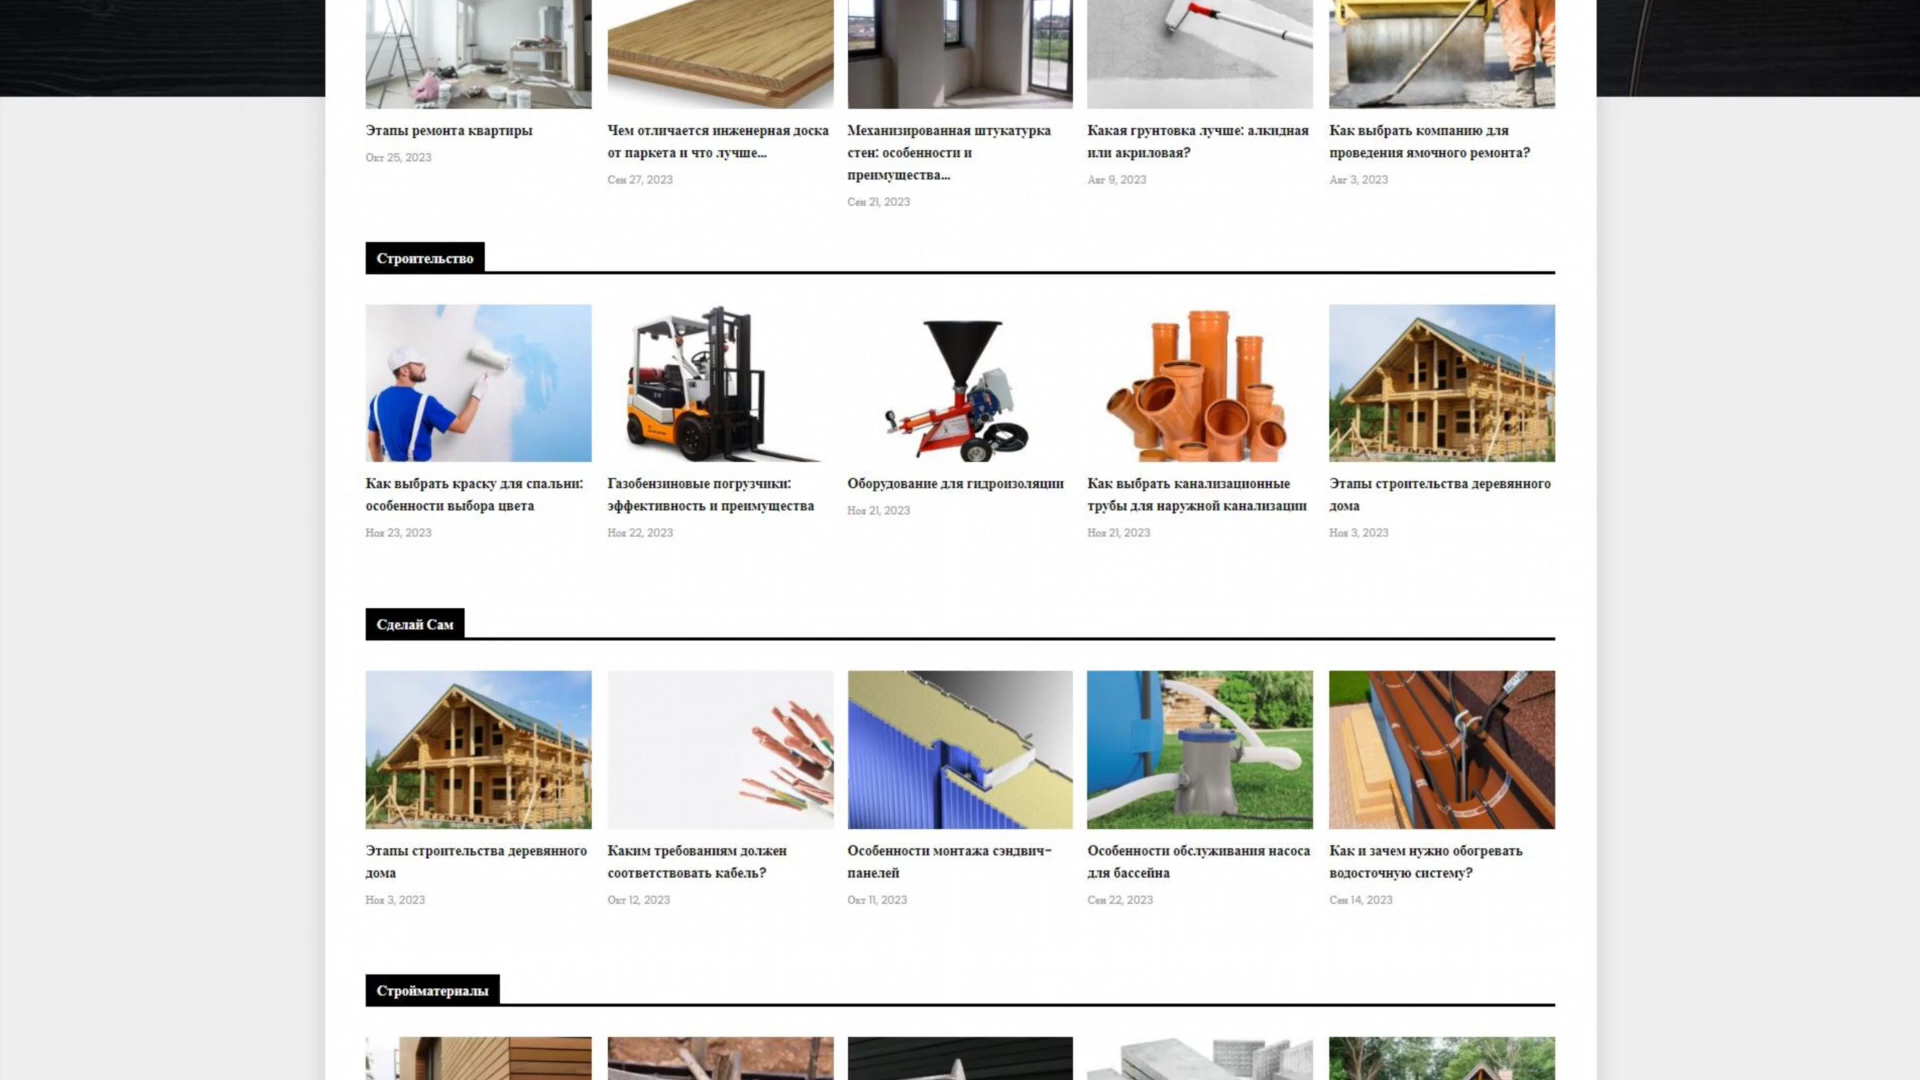 Этапы ремонта квартиры
Окт 25, 2023
Чем отличается инженерная доска
от паркета и что лучше...
Сен 27, 2023
Механизированная штукатурка
стен: особенности и
преимущества...
Сен 21, 2023
Какая грунтовка лучше: алкидная
или акриловая?
Авг 9, 2023
Как выбрать компанию для
проведения ямочного ремонта?
Авг 3, 2023
Строительство
Как выбрать краску для спальни:
особенности выбора цвета
Ноя 23, 2023
Газобензиновые погрузчики:
эффективность и преимущества
Ноя 22, 2023
Оборудование для гидроизоляции
Ноя 21, 2023
Как выбрать канализационные
трубы для наружной канализации
Ноя 21, 2023
Этапы строительства деревянного
дома
Ноя 3, 2023
Сделай Сам
Этапы строительства деревянного
дома
Ноя 3, 2023
Каким требованиям должен
соответствовать кабель?
Окт 12, 2023
Особенности монтажа сэндвич-
панелей
Окт 11, 2023
Особенности обслуживания насоса
для бассейна
Сен 22, 2023
Как и зачем нужно обогревать
водосточную систему?
Сен 14, 2023
Стройматериалы